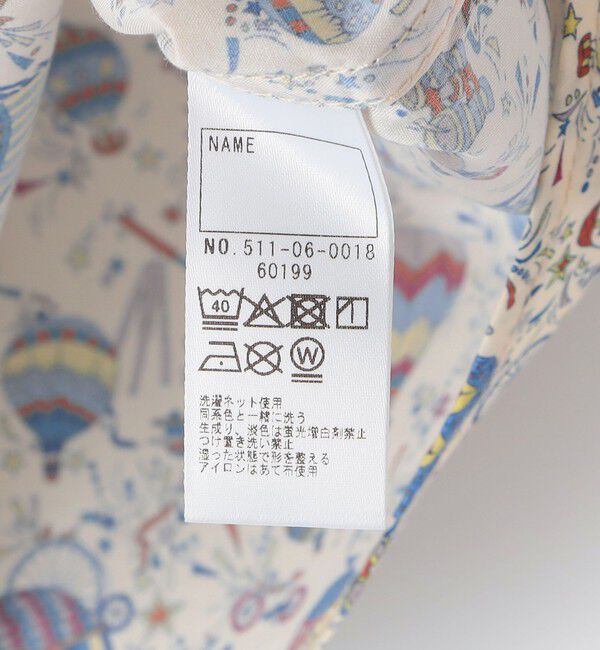 NAME
NO. 511-06-0018
60199
40
W
洗濯ネット使用
同系色と一緒に洗う
生成り、淡色は蛍光増白剤禁止
つけ置き洗い禁止
湿った状態で形を整える
アイロンはあて布使用